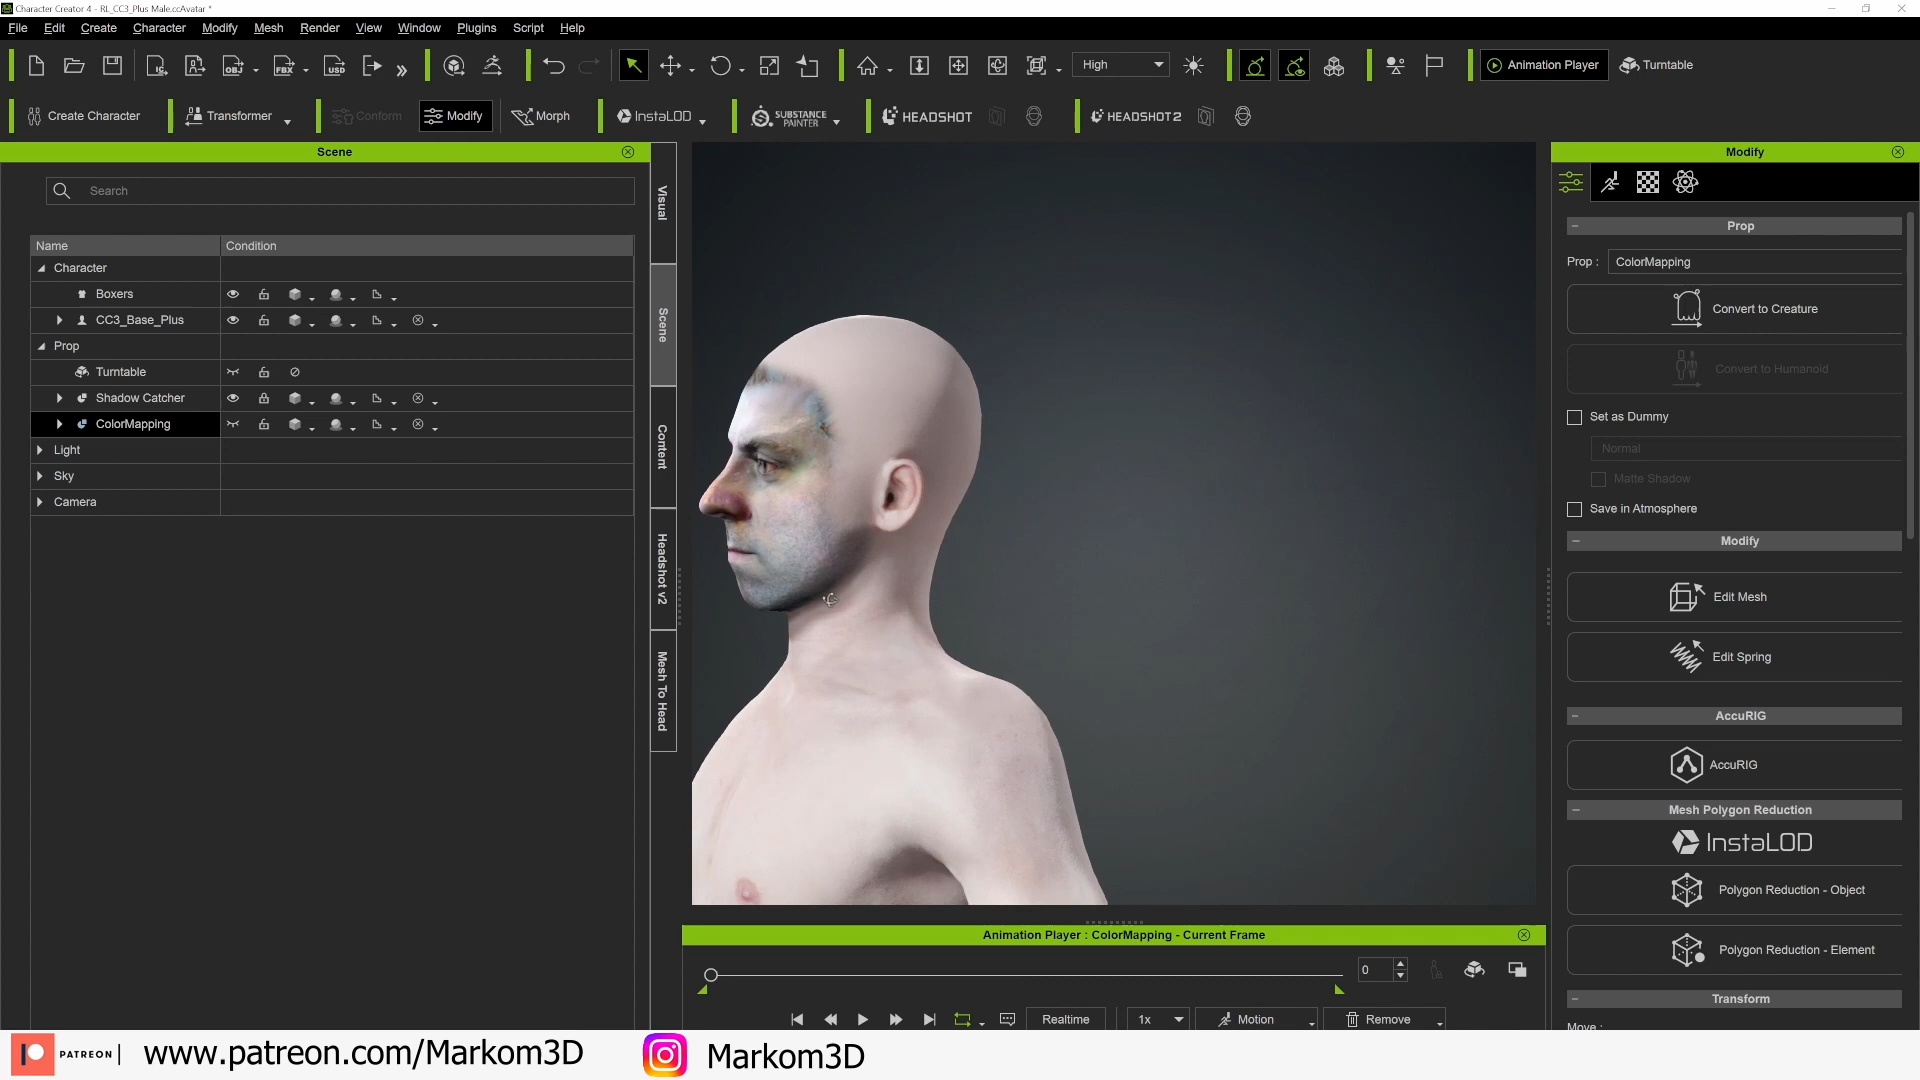 Character Creator 4 - RL_CC3_Plus Male.ccAvatar *
File Edit Create Character Modify Mesh Render View Window Plugins Script Help
High
Animation Player
Turntable
Create Character
Transformer
Conform
Modify
Morph
InstaLOD
SUBSTANCE PAINTER
HEADSHOT
HEADSHOT2
Scene
Search
Name Condition
Character
Boxers
CC3_Base_Plus
Prop
Turntable
Shadow Catcher
ColorMapping
Light
Sky
Camera
Visual
Scene
Content
Headshot v2
Mesh To Head
Modify
Prop
Prop : ColorMapping
Convert to Creature
Convert to Humanoid
Set as Dummy
Normal
Matte Shadow
Save in Atmosphere
Modify
Edit Mesh
Edit Spring
AccuRIG
AccuRIG
Mesh Polygon Reduction
InstaLOD
Polygon Reduction - Object
Polygon Reduction - Element
Transform
Move :
Animation Player : ColorMapping - Current Frame
0
Realtime
1x
Motion
Remove
PATREON
www.patreon.com/Markom3D
Markom3D